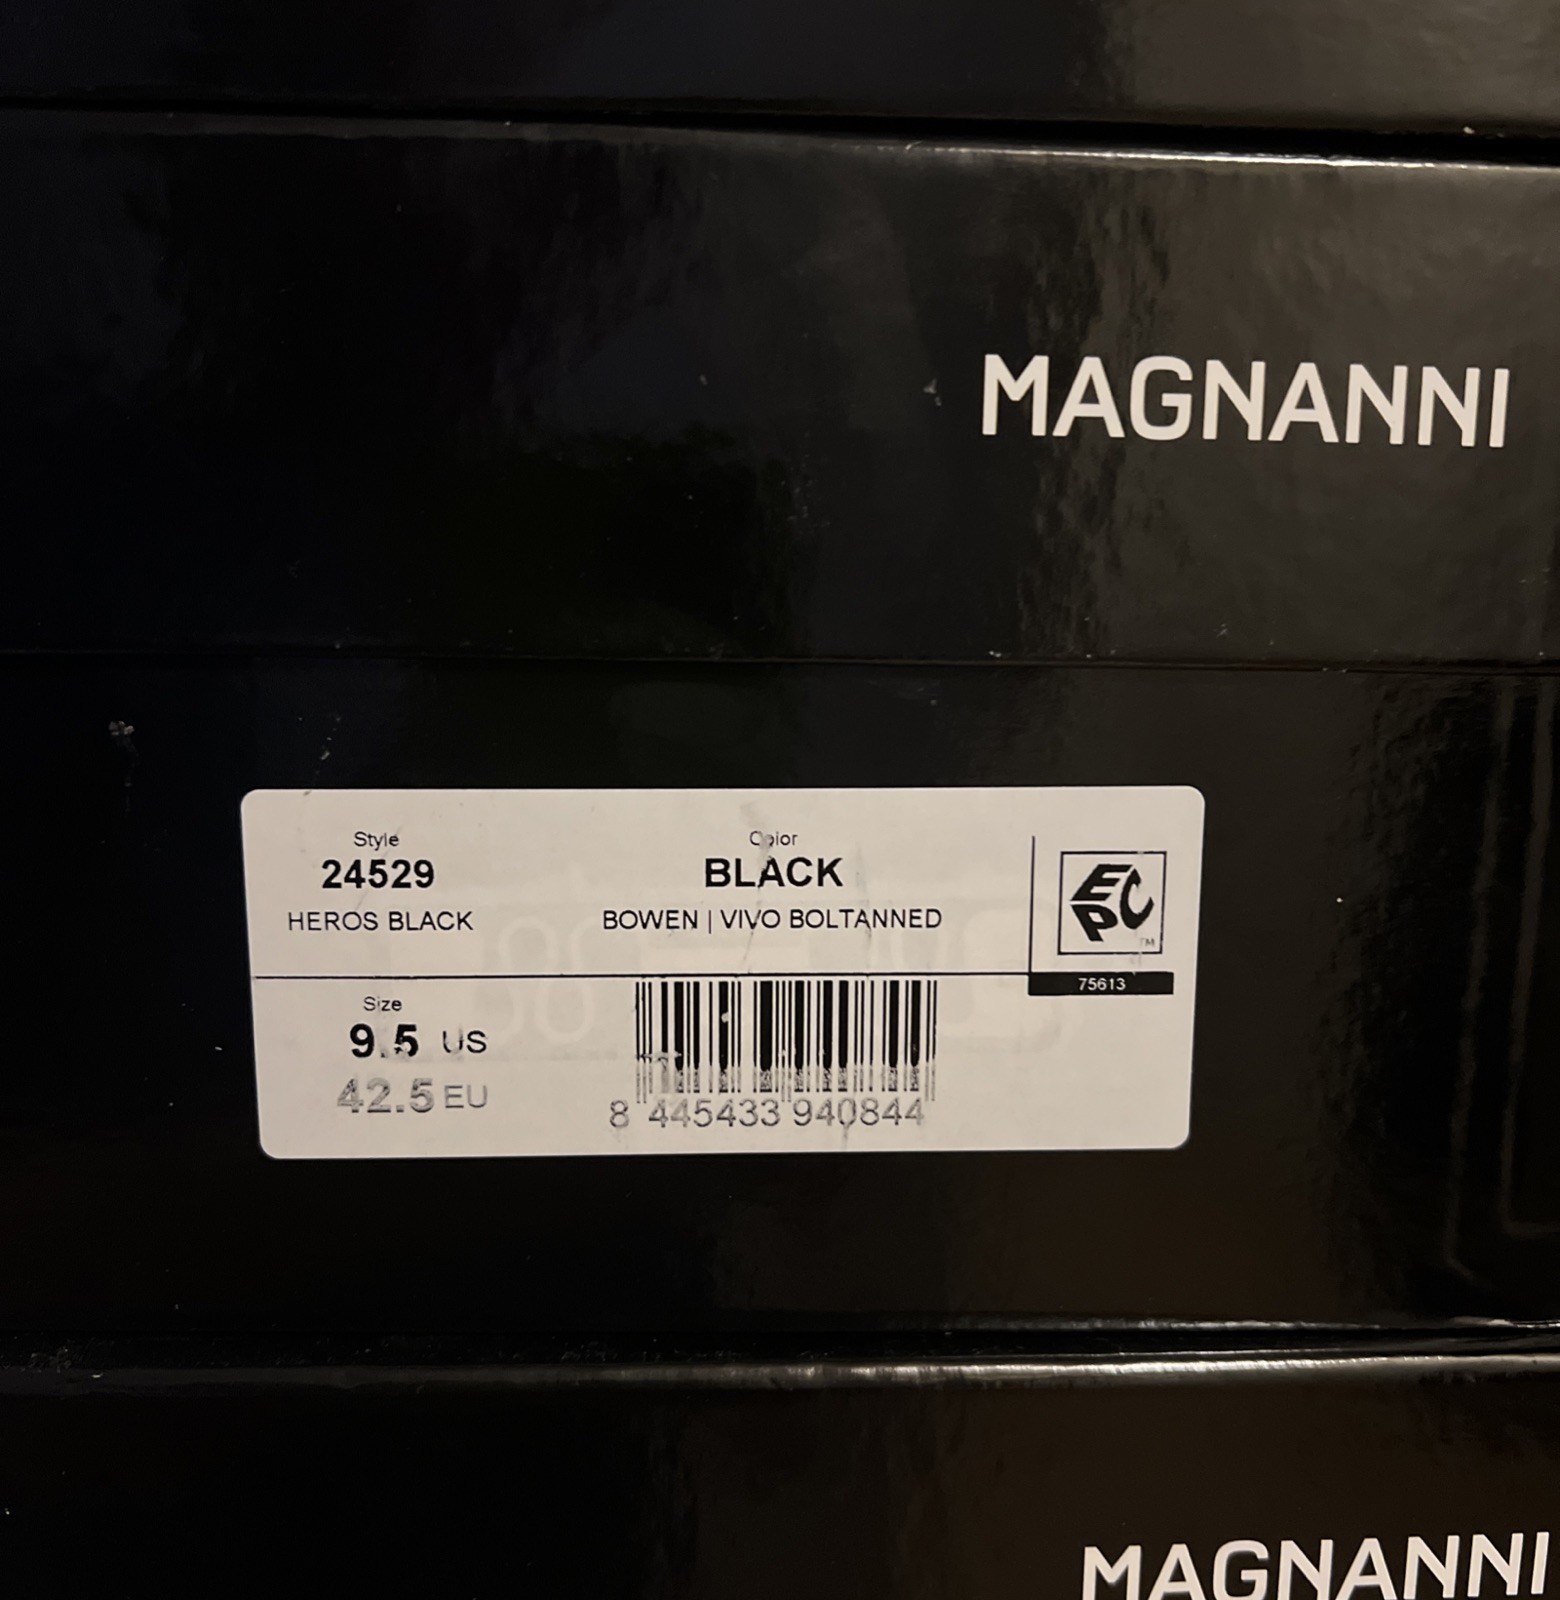 MAGNANNI
Style
24529
HEROS BLACK
Color
BLACK
BOWEN | VIVO BOLTANNED
EPC
TM
75613
Size
9.5 US
42.5 EU
8 445433 940844
MAGNANNI